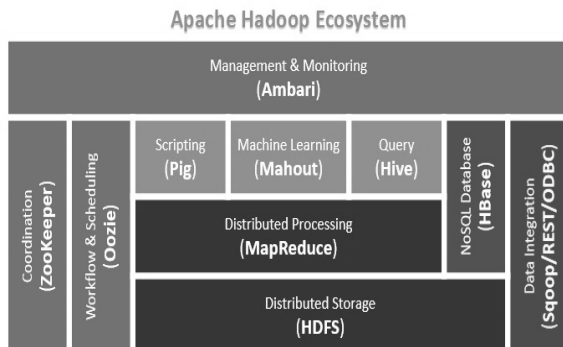 Apache Hadoop Ecosystem
Management & Monitoring
(Ambari)
Coordination
(ZooKeeper)
Workflow & Scheduling
(Oozie)
Scripting
(Pig)
Machine Learning
(Mahout)
Query
(Hive)
NoSQL Database
(HBase)
Data Integration
(Sqoop/REST/ODBC)
Distributed Processing
(MapReduce)
Distributed Storage
(HDFS)